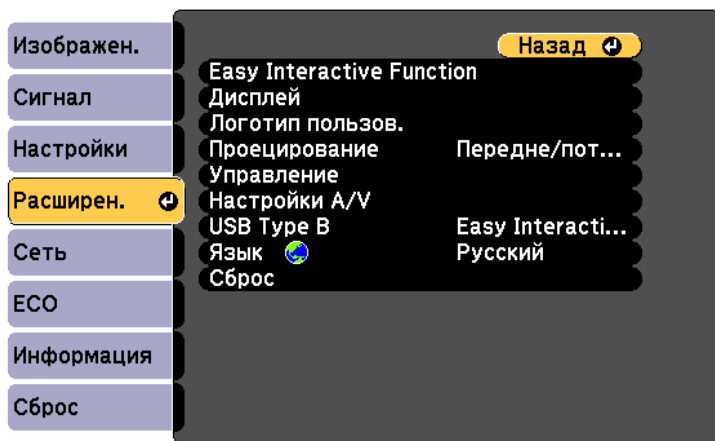 Изображен.
Сигнал
Настройки
Расширен.
Сеть
ECO
Информация
Сброс
Назад
Easy Interactive Function
Дисплей
Логотип пользов.
Проецирование Передне/пот...
Управление
Настройки A/V
USB Type B Easy Interacti...
Язык Русский
Сброс